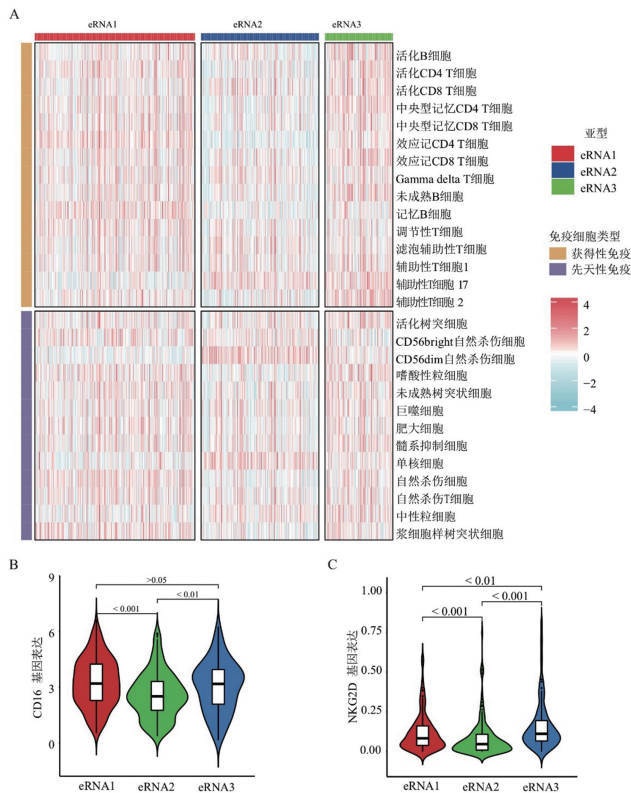 A
eRNA1 eRNA2 eRNA3
活化B细胞
活化CD4 T细胞
活化CD8 T细胞
中央型记忆CD4 T细胞
中央型记忆CD8 T细胞
效应记CD4 T细胞
效应记CD8 T细胞
Gamma delta T细胞
未成熟B细胞
记忆B细胞
调节性T细胞
滤泡辅助性T细胞
辅助性T细胞1
辅助性T细胞 17
辅助性T细胞 2
活化树突细胞
CD56bright自然杀伤细胞
CD56dim自然杀伤细胞
嗜酸性粒细胞
未成熟树突状细胞
巨噬细胞
肥大细胞
髓系抑制细胞
单核细胞
自然杀伤细胞
自然杀伤T细胞
中性粒细胞
浆细胞样树突状细胞
亚型
eRNA1
eRNA2
eRNA3
免疫细胞类型
获得性免疫
先天性免疫
4
2
0
−2
−4
B
CD16 基因表达
9
6
3
0
>0.05
< 0.001
< 0.01
eRNA1 eRNA2 eRNA3
C
NKG2D 基因表达
1.00
0.75
0.50
0.25
0.00
< 0.01
< 0.001
< 0.001
eRNA1 eRNA2 eRNA3